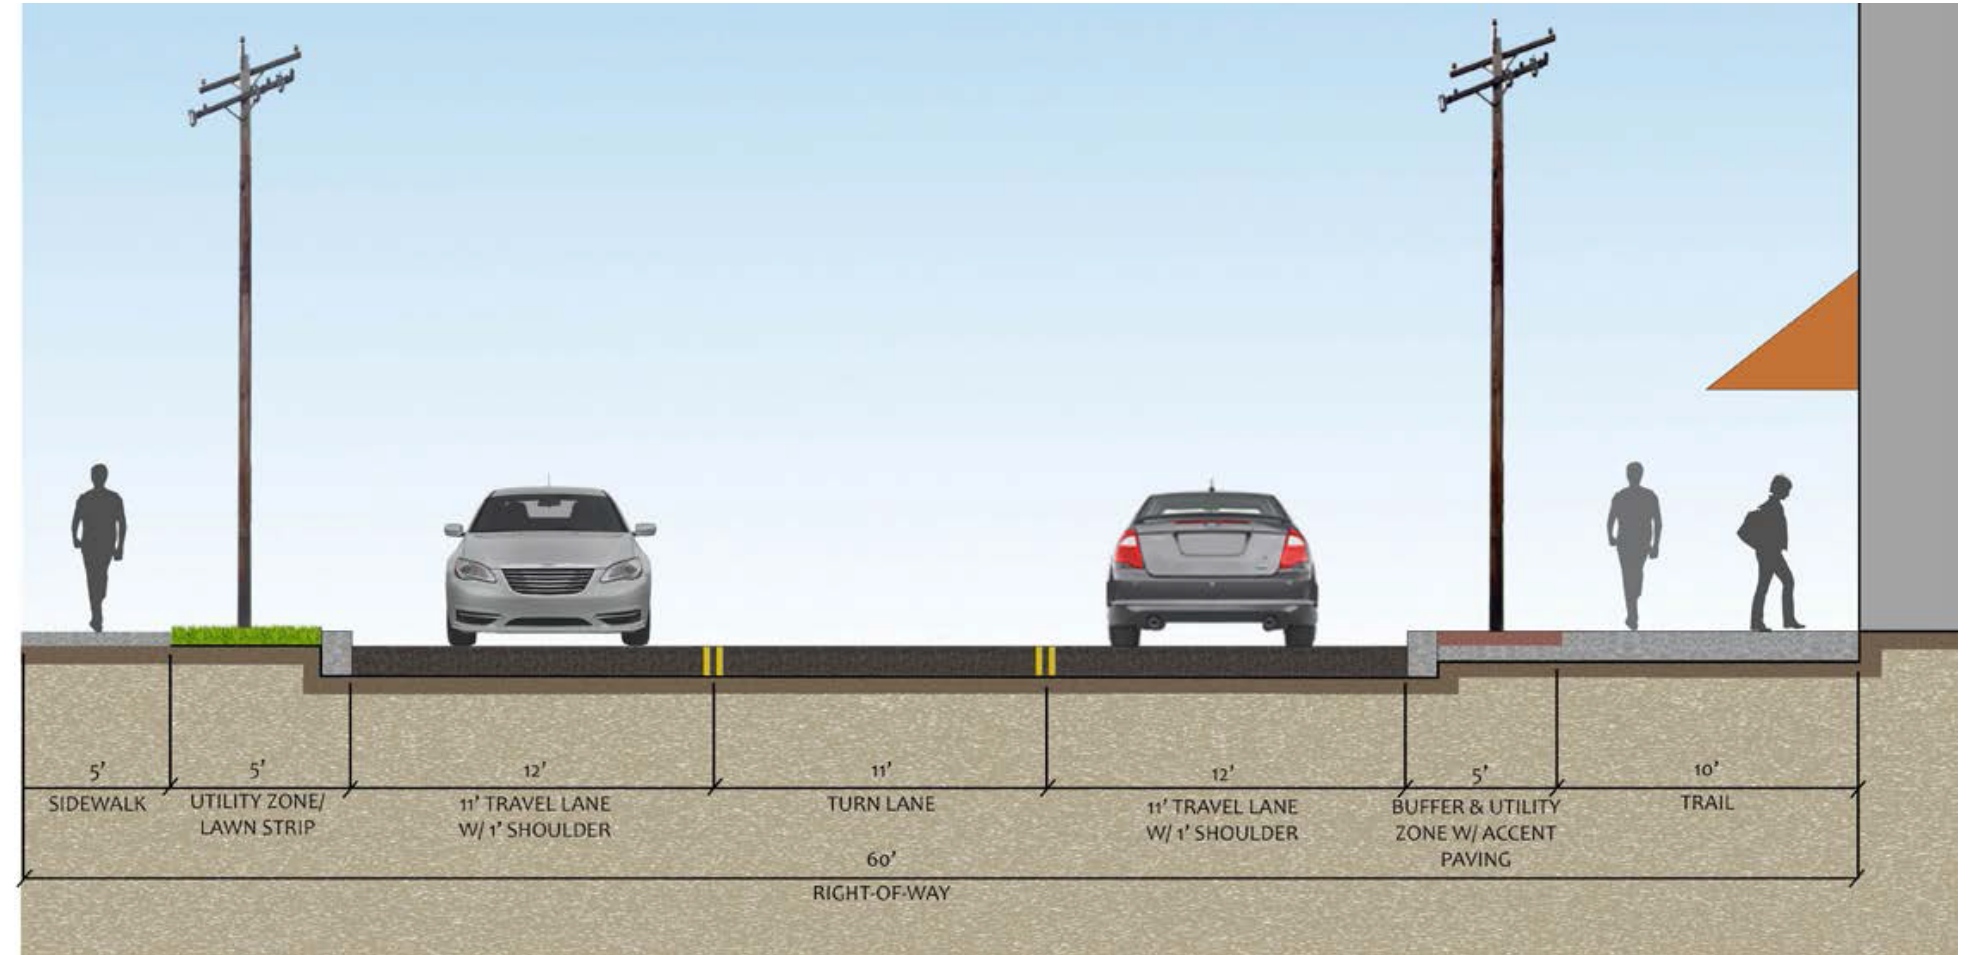 5'
SIDEWALK
5'
UTILITY ZONE/
LAWN STRIP
12'
11' TRAVEL LANE
W/ 1' SHOULDER
11'
TURN LANE
12'
11' TRAVEL LANE
W/ 1' SHOULDER
5'
BUFFER & UTILITY
ZONE W/ ACCENT
PAVING
10'
TRAIL
60'
RIGHT-OF-WAY